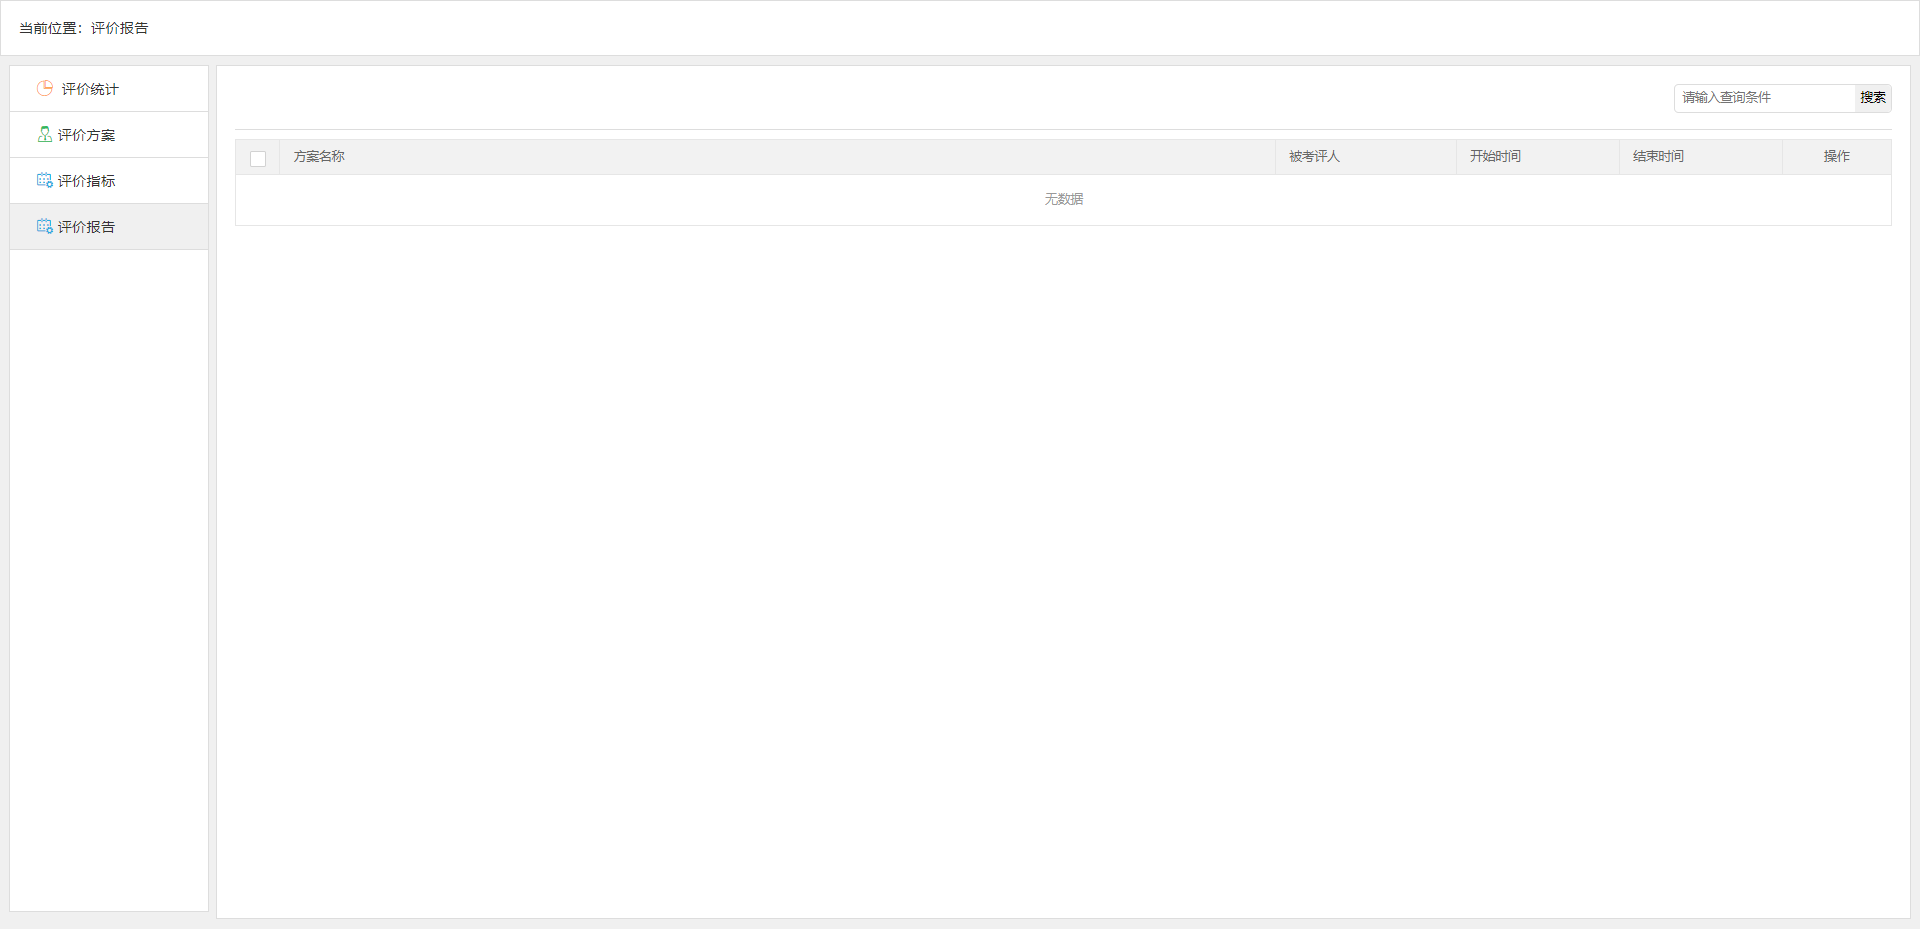 当前位置：评价报告
评价统计
评价方案
评价指标
评价报告
请输入查询条件 搜索
方案名称 被考评人 开始时间 结束时间 操作
无数据